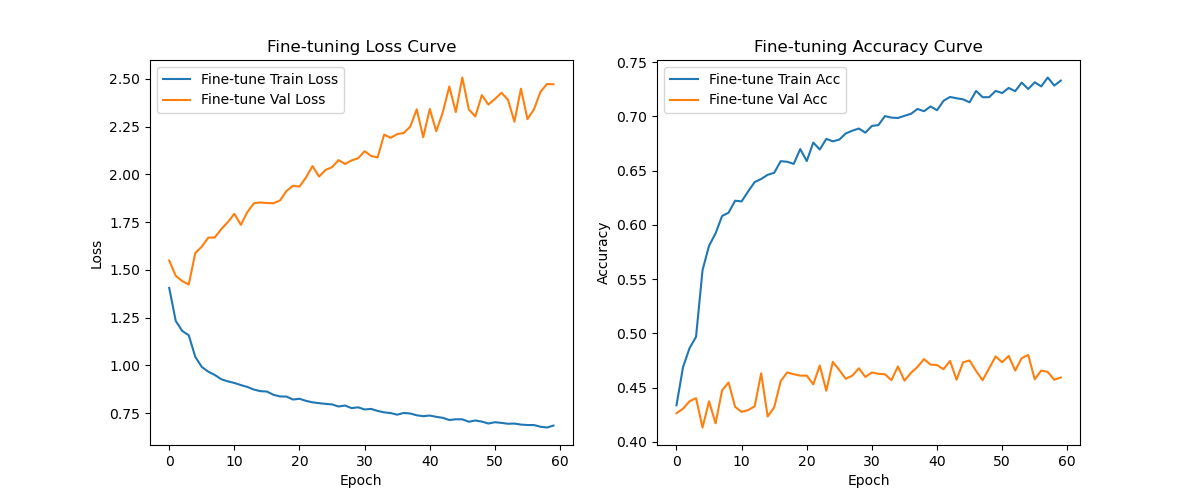 Fine-tuning Loss Curve
Fine-tune Train Loss
Fine-tune Val Loss
2.50
2.25
2.00
1.75
1.50
1.25
1.00
0.75
Loss
0 10 20 30 40 50 60
Epoch
Fine-tuning Accuracy Curve
Fine-tune Train Acc
Fine-tune Val Acc
0.75
0.70
0.65
0.60
0.55
0.50
0.45
0.40
Accuracy
0 10 20 30 40 50 60
Epoch